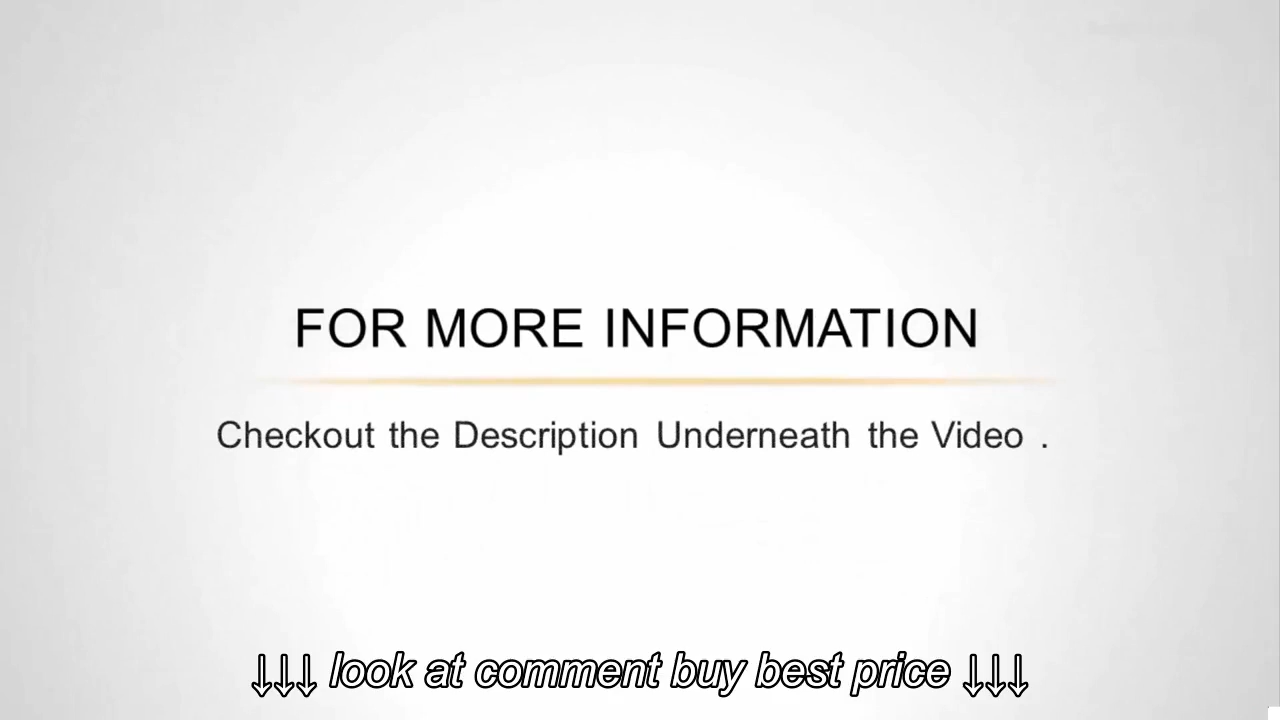 FOR MORE INFORMATION
Checkout the Description Underneath the Video .
↓↓↓ look at comment buy best price ↓↓↓